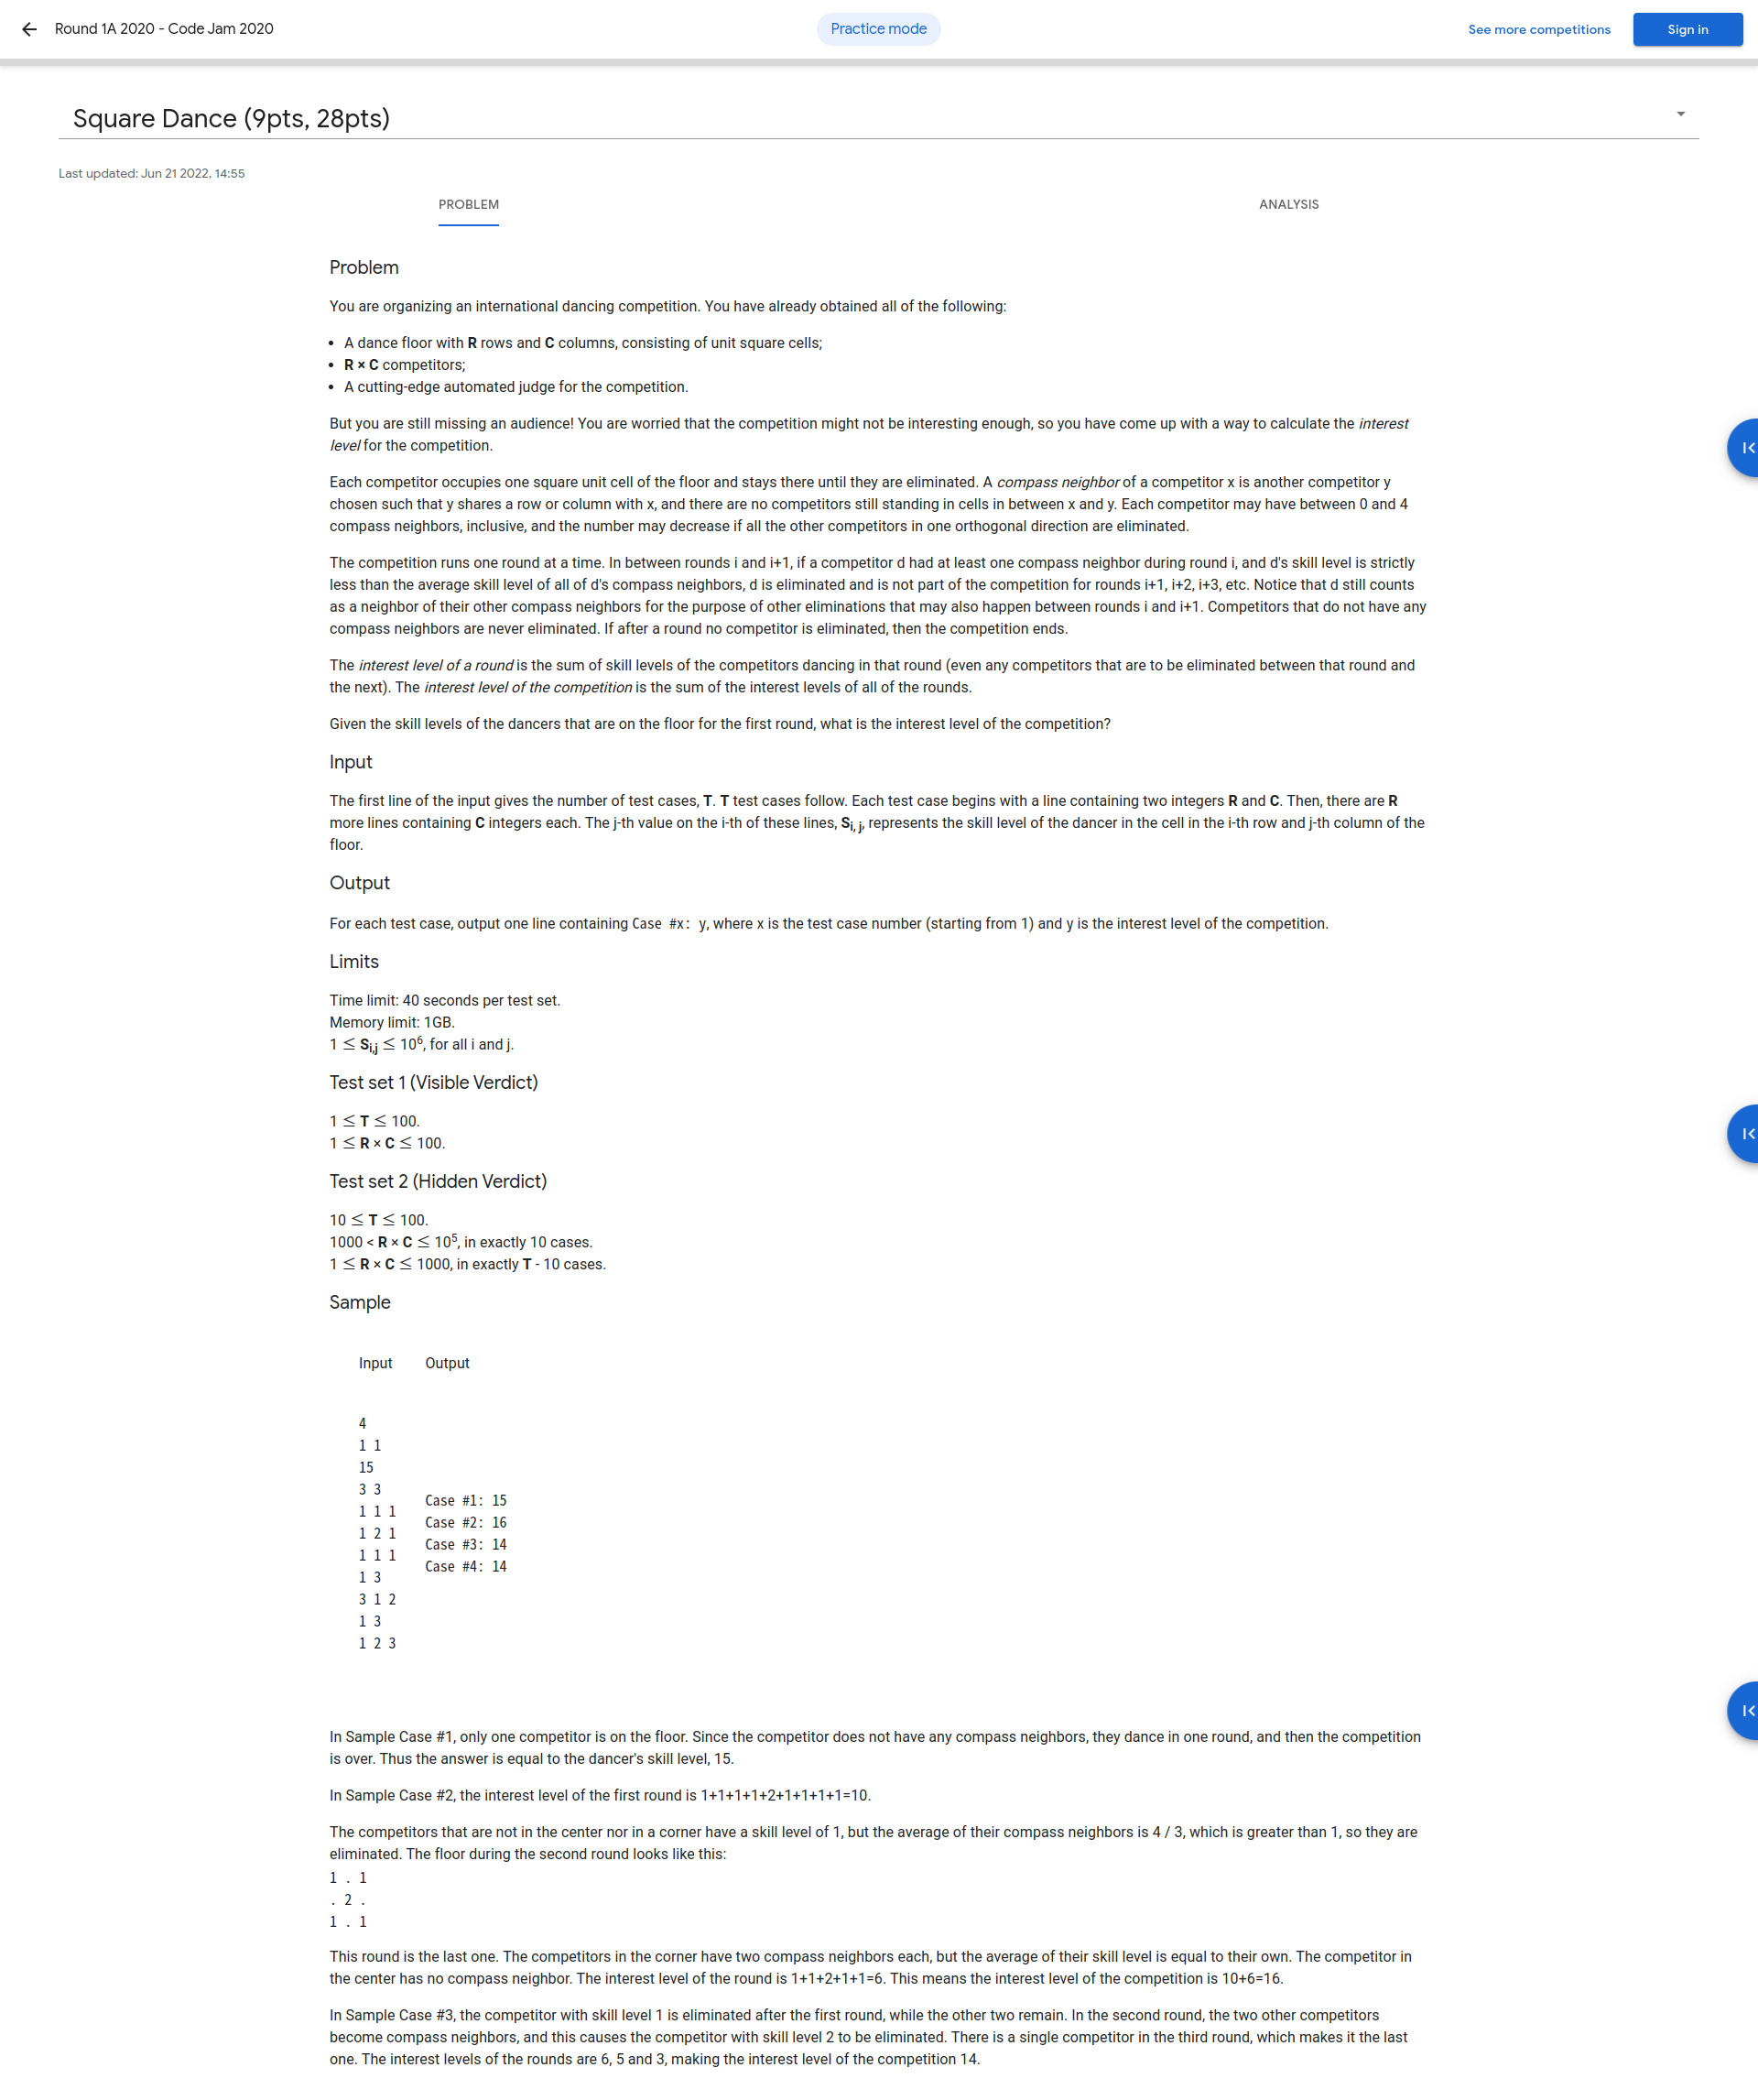 Round 1A 2020 - Code Jam 2020
Practice mode
See more competitions
Sign in
Square Dance (9pts, 28pts)
Last updated: Jun 21 2022, 14:55
PROBLEM
ANALYSIS
Problem
You are organizing an international dancing competition. You have already obtained all of the following:
• A dance floor with R rows and C columns, consisting of unit square cells;
• R × C competitors;
• A cutting-edge automated judge for the competition.
But you are still missing an audience! You are worried that the competition might not be interesting enough, so you have come up with a way to calculate the interest
level for the competition.
Each competitor occupies one square unit cell of the floor and stays there until they are eliminated. A compass neighbor of a competitor x is another competitor y
chosen such that y shares a row or column with x, and there are no competitors still standing in cells in between x and y. Each competitor may have between 0 and 4
compass neighbors, inclusive, and the number may decrease if all the other competitors in one orthogonal direction are eliminated.
The competition runs one round at a time. In between rounds i and i+1, if a competitor d had at least one compass neighbor during round i, and d's skill level is strictly
less than the average skill level of all of d's compass neighbors, d is eliminated and is not part of the competition for rounds i+1, i+2, i+3, etc. Notice that d still counts
as a neighbor of their other compass neighbors for the purpose of other eliminations that may also happen between rounds i and i+1. Competitors that do not have any
compass neighbors are never eliminated. If after a round no competitor is eliminated, then the competition ends.
The interest level of a round is the sum of skill levels of the competitors dancing in that round (even any competitors that are to be eliminated between that round and
the next). The interest level of the competition is the sum of the interest levels of all of the rounds.
Given the skill levels of the dancers that are on the floor for the first round, what is the interest level of the competition?
Input
The first line of the input gives the number of test cases, T. T test cases follow. Each test case begins with a line containing two integers R and C. Then, there are R
more lines containing C integers each. The j-th value on the i-th of these lines, Si, j, represents the skill level of the dancer in the cell in the i-th row and j-th column of the
floor.
Output
For each test case, output one line containing Case #x: y, where x is the test case number (starting from 1) and y is the interest level of the competition.
Limits
Time limit: 40 seconds per test set.
Memory limit: 1GB.
1 ≤ Si,j ≤ 10⁶, for all i and j.
Test set 1 (Visible Verdict)
1 ≤ T ≤ 100.
1 ≤ R × C ≤ 100.
Test set 2 (Hidden Verdict)
10 ≤ T ≤ 100.
1000 < R × C ≤ 10⁵, in exactly 10 cases.
1 ≤ R × C ≤ 1000, in exactly T - 10 cases.
Sample
Input
Output
4
1 1
15
3 3
1 1 1
1 2 1
1 1 1
1 3
3 1 2
1 3
1 2 3
Case #1: 15
Case #2: 16
Case #3: 14
Case #4: 14
In Sample Case #1, only one competitor is on the floor. Since the competitor does not have any compass neighbors, they dance in one round, and then the competition
is over. Thus the answer is equal to the dancer's skill level, 15.
In Sample Case #2, the interest level of the first round is 1+1+1+1+2+1+1+1+1=10.
The competitors that are not in the center nor in a corner have a skill level of 1, but the average of their compass neighbors is 4 / 3, which is greater than 1, so they are
eliminated. The floor during the second round looks like this:
1 . 1
. 2 .
1 . 1
This round is the last one. The competitors in the corner have two compass neighbors each, but the average of their skill level is equal to their own. The competitor in
the center has no compass neighbor. The interest level of the round is 1+1+2+1+1=6. This means the interest level of the competition is 10+6=16.
In Sample Case #3, the competitor with skill level 1 is eliminated after the first round, while the other two remain. In the second round, the two other competitors
become compass neighbors, and this causes the competitor with skill level 2 to be eliminated. There is a single competitor in the third round, which makes it the last
one. The interest levels of the rounds are 6, 5 and 3, making the interest level of the competition 14.